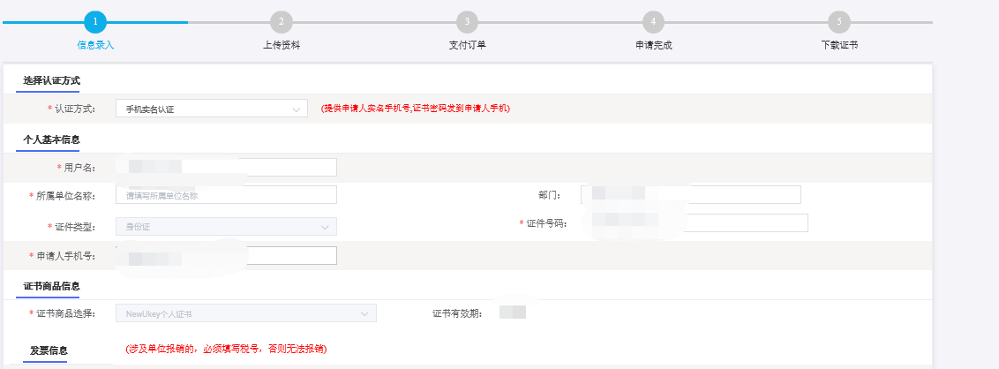 1 2 3 4 5
信息录入 上传资料 支付订单 申请完成 下载证书
选择认证方式
* 认证方式： 手机实名认证 (提供申请人实名手机号,证书密码发到申请人手机)
个人基本信息
* 用户名：
* 所属单位名称： 请填写所属单位名称 部门：
* 证件类型： 身份证 * 证件号码：
* 申请人手机号：
证书商品信息
* 证书商品选择： NewUkey个人证书 证书有效期：
发票信息 (涉及单位报销的，必须填写税号，否则无法报销)